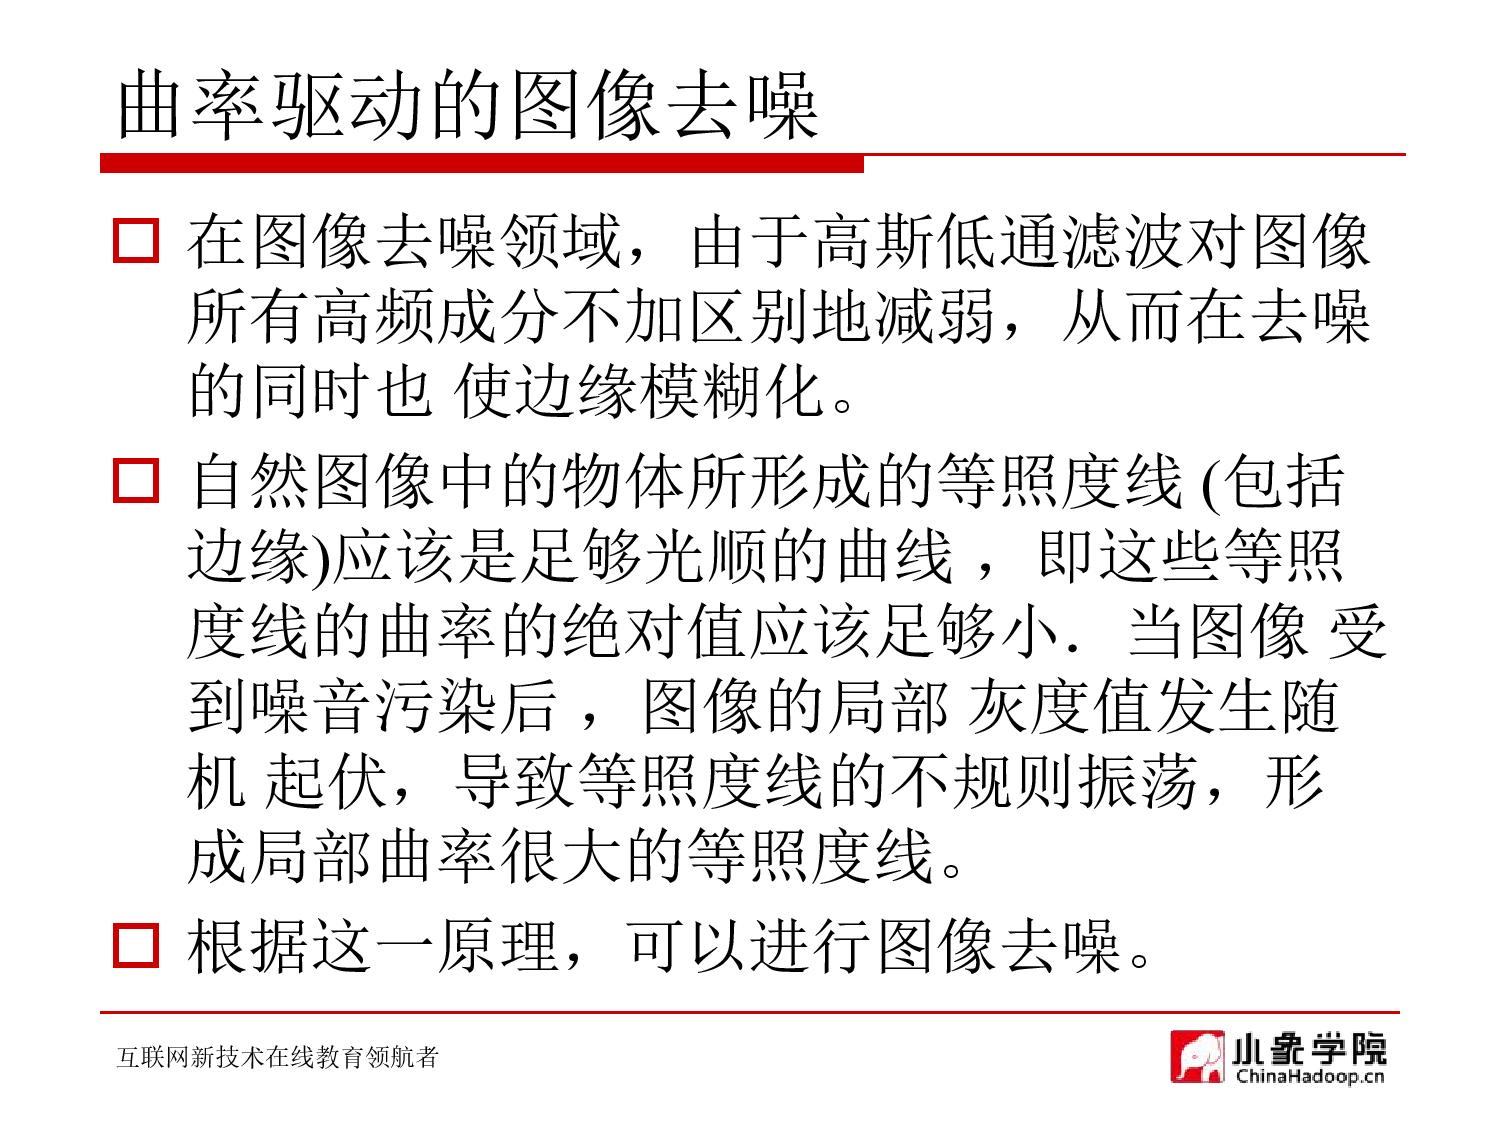 曲率驱动的图像去噪
在图像去噪领域，由于高斯低通滤波对图像
所有高频成分不加区别地减弱，从而在去噪
的同时也 使边缘模糊化。
自然图像中的物体所形成的等照度线 (包括
边缘)应该是足够光顺的曲线 ，即这些等照
度线的曲率的绝对值应该足够小．当图像 受
到噪音污染后 ，图像的局部 灰度值发生随
机 起伏，导致等照度线的不规则振荡，形
成局部曲率很大的等照度线。
根据这一原理，可以进行图像去噪。
互联网新技术在线教育领航者
小象学院
ChinaHadoop.cn